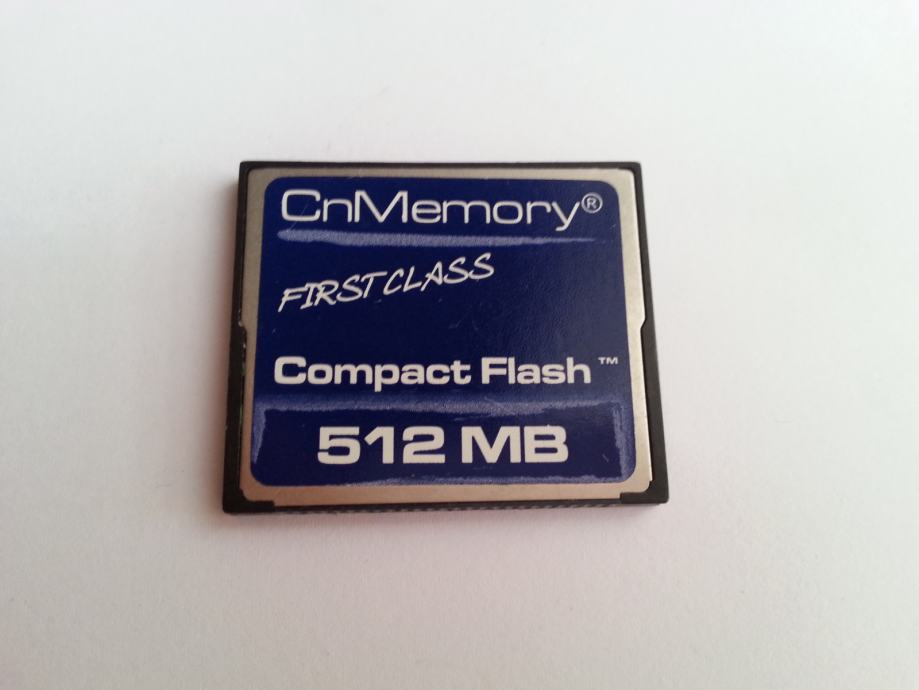 CnMemory®
FIRST CLASS
Compact Flash™
512 MB